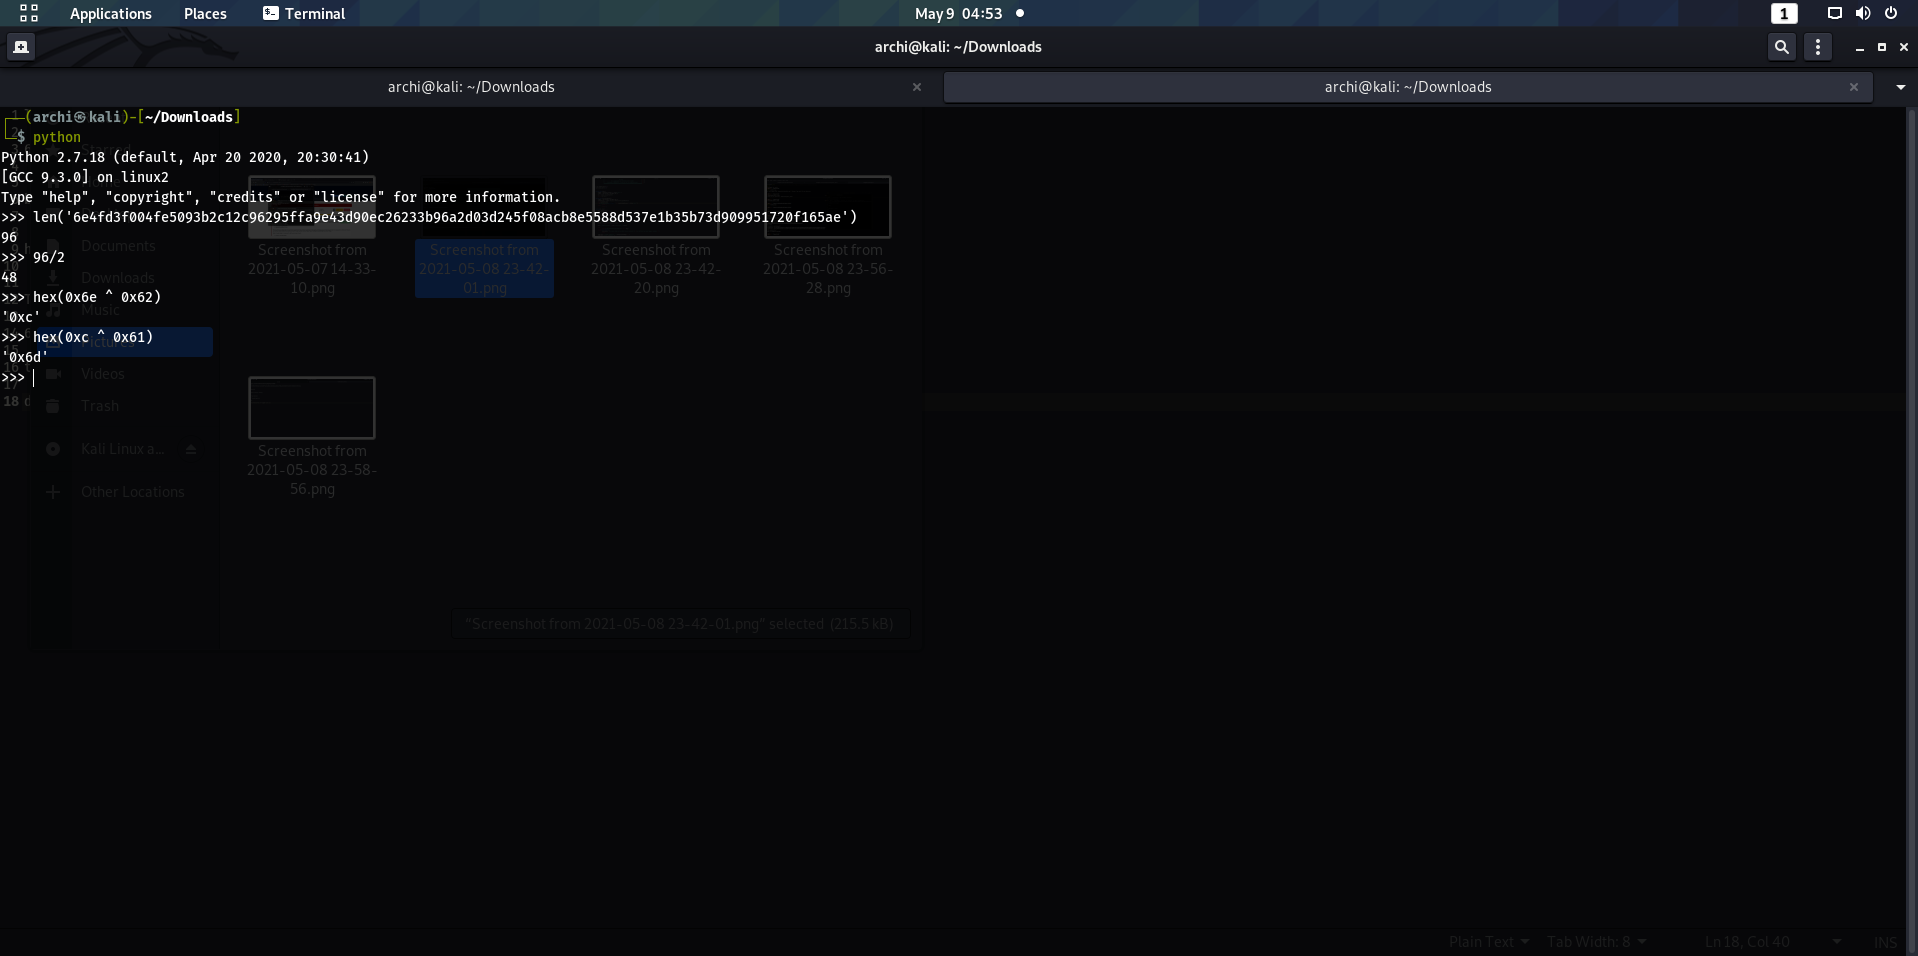 Applications Places Terminal May 9 04:53 1
archi@kali: ~/Downloads
archi@kali: ~/Downloads archi@kali: ~/Downloads
(archi㉿kali)-[~/Downloads]
$ python
Python 2.7.18 (default, Apr 20 2020, 20:30:41)
[GCC 9.3.0] on linux2
Type "help", "copyright", "credits" or "license" for more information.
>>> len('6e4fd3f004fe5093b2c12c96295ffa9e43d90ec26233b96a2d03d245f08acb8e5588d537e1b35b73d909951720f165ae')
96
>>> 96/2
48
>>> hex(0x6e ^ 0x62)
'0xc'
>>> hex(0xc ^ 0x61)
'0x6d'
>>>
Documents
Downloads
Music
Pictures
Videos
18 d
Trash
Kali Linux a...
Other Locations
Screenshot from
2021-05-07 14-33-
10.png
Screenshot from
2021-05-08 23-42-
01.png
Screenshot from
2021-05-08 23-42-
20.png
Screenshot from
2021-05-08 23-56-
28.png
Screenshot from
2021-05-08 23-58-
56.png
"Screenshot from 2021-05-08 23-42-01.png" selected (215.5 kB)
Plain Text Tab Width: 8 Ln 18, Col 40 INS